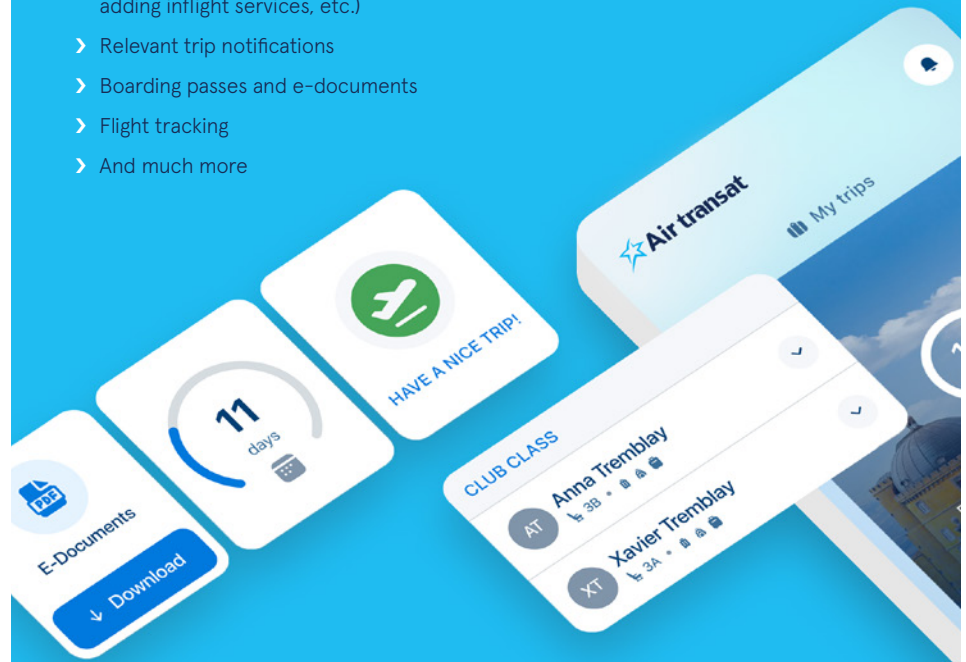 adding inflight services, etc.)
Relevant trip notifications
Boarding passes and e-documents
Flight tracking
And much more
Air transat
My trips
HAVE A NICE TRIP!
11
days
PDF
E-Documents
Download
CLUB CLASS
AT
Anna Tremblay
3B
XT
Xavier Tremblay
3A